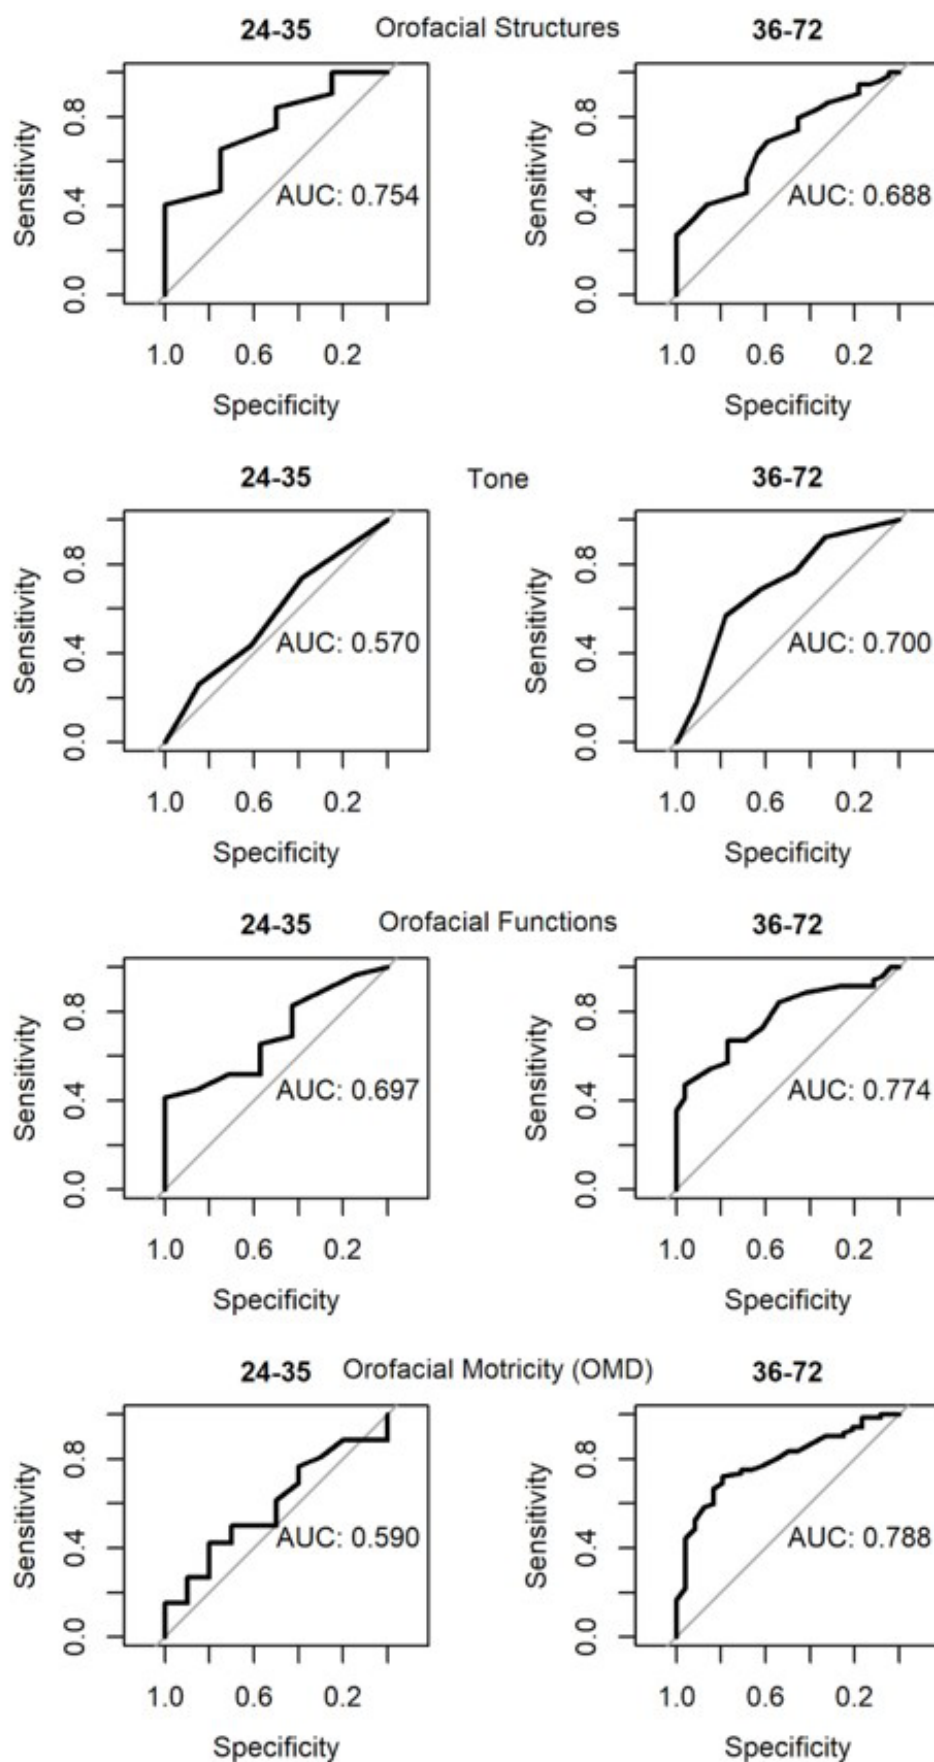 24-35 Orofacial Structures 36-72
Sensitivity
0.0 0.4 0.8
AUC: 0.754
1.0 0.6 0.2
Specificity
Sensitivity
0.0 0.4 0.8
AUC: 0.688
1.0 0.6 0.2
Specificity
24-35 Tone 36-72
Sensitivity
0.0 0.4 0.8
AUC: 0.570
1.0 0.6 0.2
Specificity
Sensitivity
0.0 0.4 0.8
AUC: 0.700
1.0 0.6 0.2
Specificity
24-35 Orofacial Functions 36-72
Sensitivity
0.0 0.4 0.8
AUC: 0.697
1.0 0.6 0.2
Specificity
Sensitivity
0.0 0.4 0.8
AUC: 0.774
1.0 0.6 0.2
Specificity
24-35 Orofacial Motricity (OMD) 36-72
Sensitivity
0.0 0.4 0.8
AUC: 0.590
1.0 0.6 0.2
Specificity
Sensitivity
0.0 0.4 0.8
AUC: 0.788
1.0 0.6 0.2
Specificity